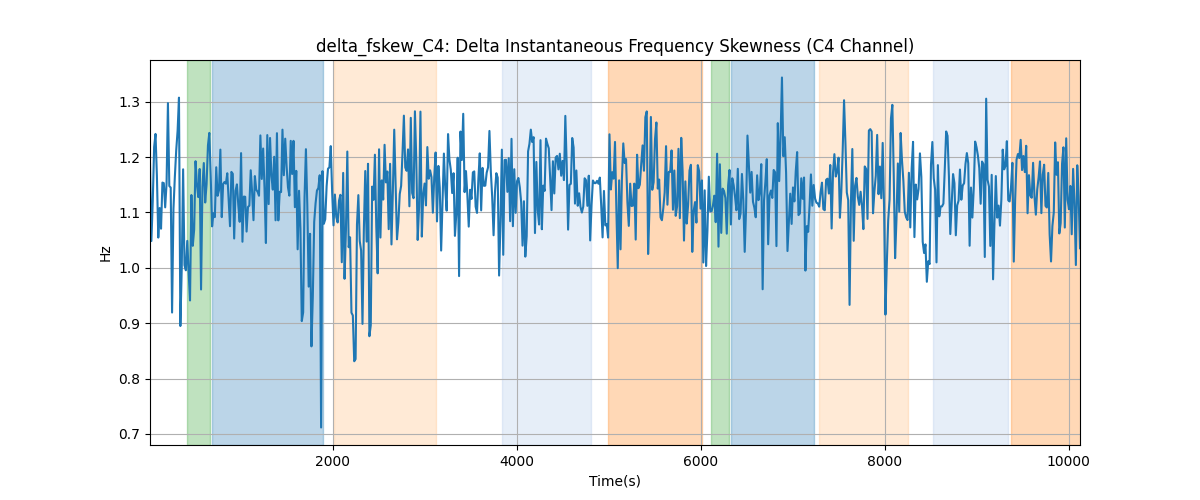 delta_fskew_C4: Delta Instantaneous Frequency Skewness (C4 Channel)
1.3
1.2
1.1
1.0
0.9
0.8
0.7
Hz
2000 4000 6000 8000 10000
Time(s)